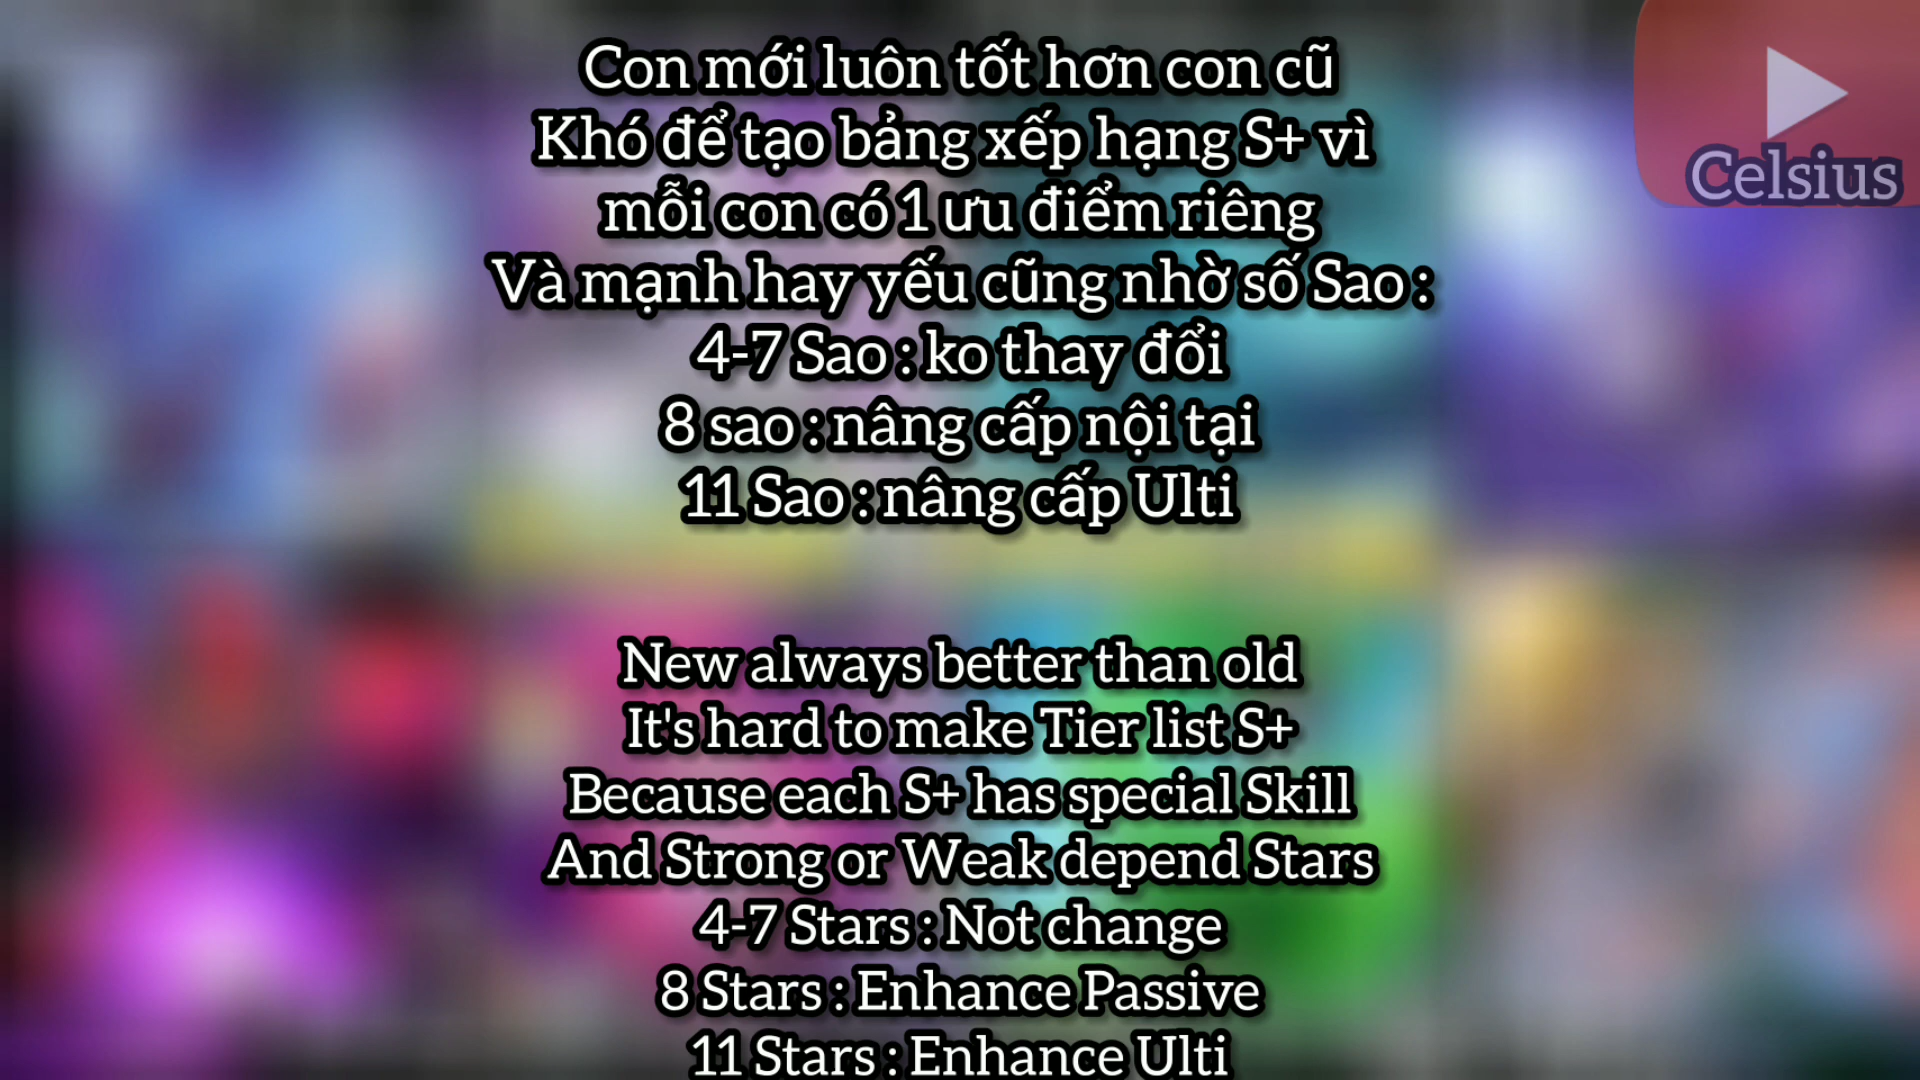 Con mới luôn tốt hơn con cũ
Khó để tạo bảng xếp hạng S+ vì
mỗi con có 1 ưu điểm riêng
Và mạnh hay yếu cũng nhờ số Sao :
4-7 Sao : ko thay đổi
8 sao : nâng cấp nội tại
11 Sao : nâng cấp Ulti
Celsius
New always better than old
It's hard to make Tier list S+
Because each S+ has special Skill
And Strong or Weak depend Stars
4-7 Stars : Not change
8 Stars : Enhance Passive
11 Stars : Enhance Ulti